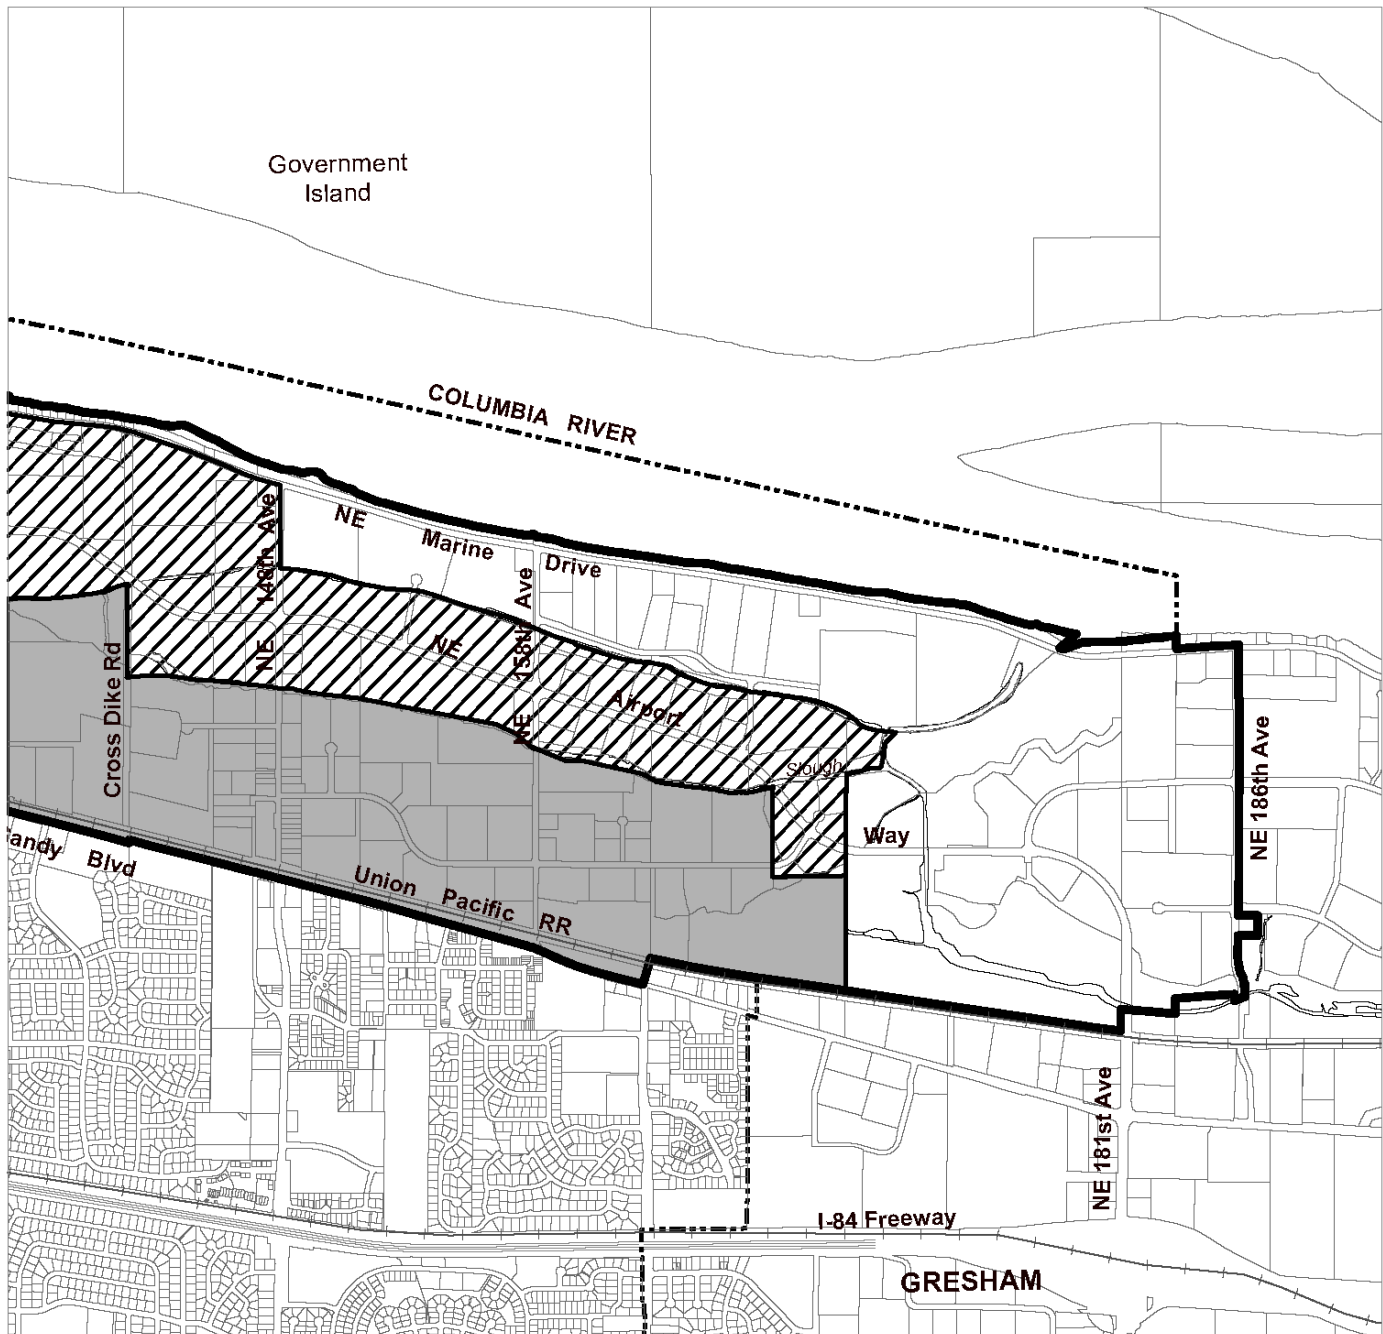 Government
Island
COLUMBIA RIVER
NE Marine Drive
NE 148th Ave
NE 158th Ave
NE Airport Way
Slough
Cross Dike Rd
Sandy Blvd
Union Pacific RR
NE 186th Ave
NE 181st Ave
I-84 Freeway
GRESHAM